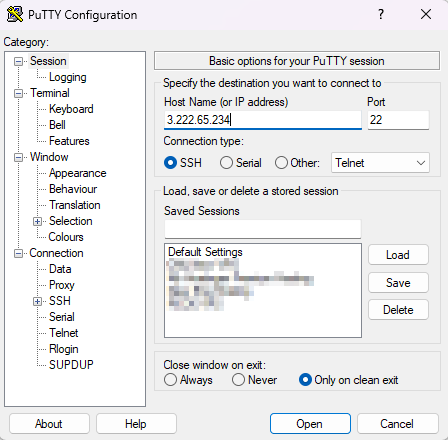 PuTTY Configuration
Category:
Session
Logging
Terminal
Keyboard
Bell
Features
Window
Appearance
Behaviour
Translation
Selection
Colours
Connection
Data
Proxy
SSH
Serial
Telnet
Rlogin
SUPDUP
Basic options for your PuTTY session
Specify the destination you want to connect to
Host Name (or IP address) Port
3.222.65.234 22
Connection type:
SSH Serial Other: Telnet
Load, save or delete a stored session
Saved Sessions
Default Settings
Load
Save
Delete
Close window on exit:
Always Never Only on clean exit
About Help Open Cancel